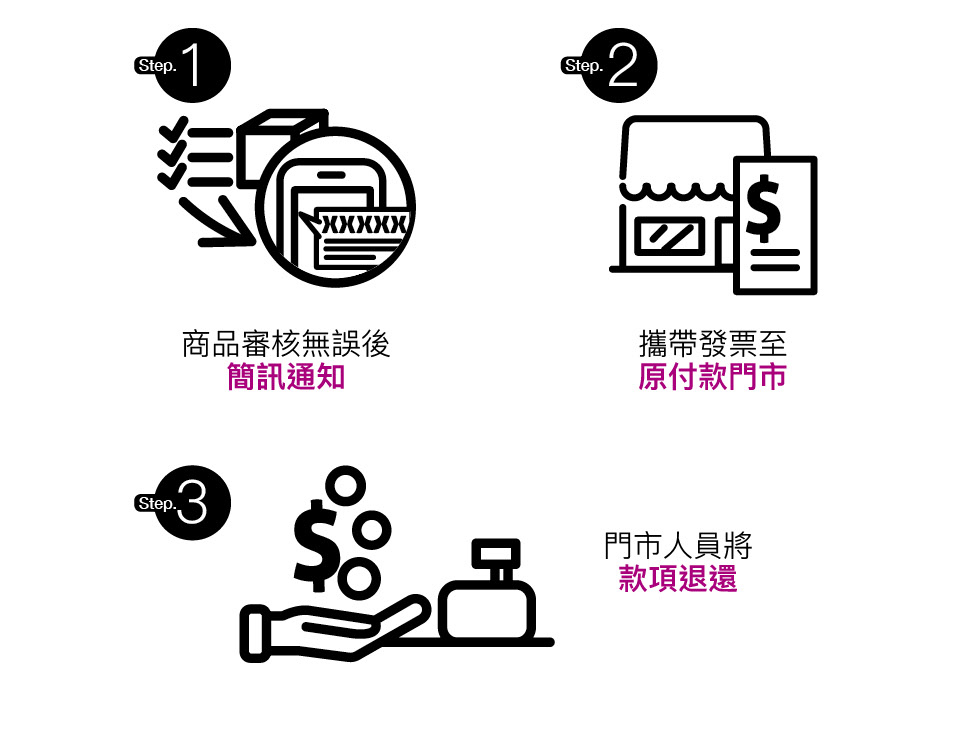 Step.1
商品審核無誤後
簡訊通知
XXXXX
Step.2
$
攜帶發票至
原付款門市
Step.3
$
門市人員將
款項退還